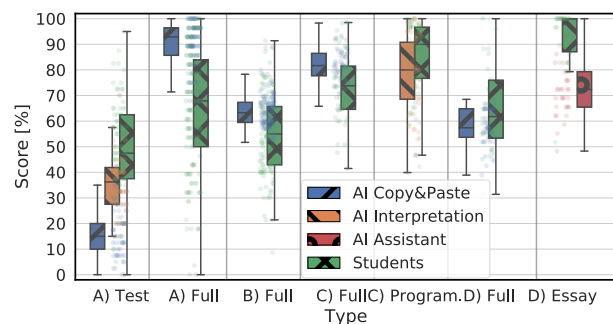 Score [%]
100
90
80
70
60
50
40
30
20
10
0
AI Copy&Paste
AI Interpretation
AI Assistant
Students
A) Test A) Full B) Full C) Full C) Program. D) Full D) Essay
Type